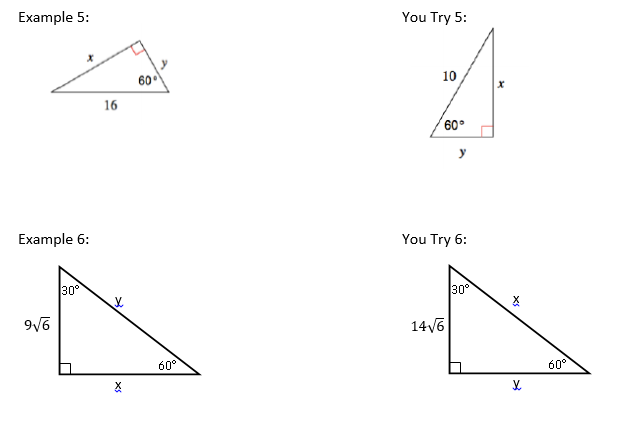 Example 5:
x
y
60°
16
You Try 5:
10
x
60°
y
Example 6:
30°
y
9√6
60°
x
You Try 6:
30°
x
14√6
60°
y